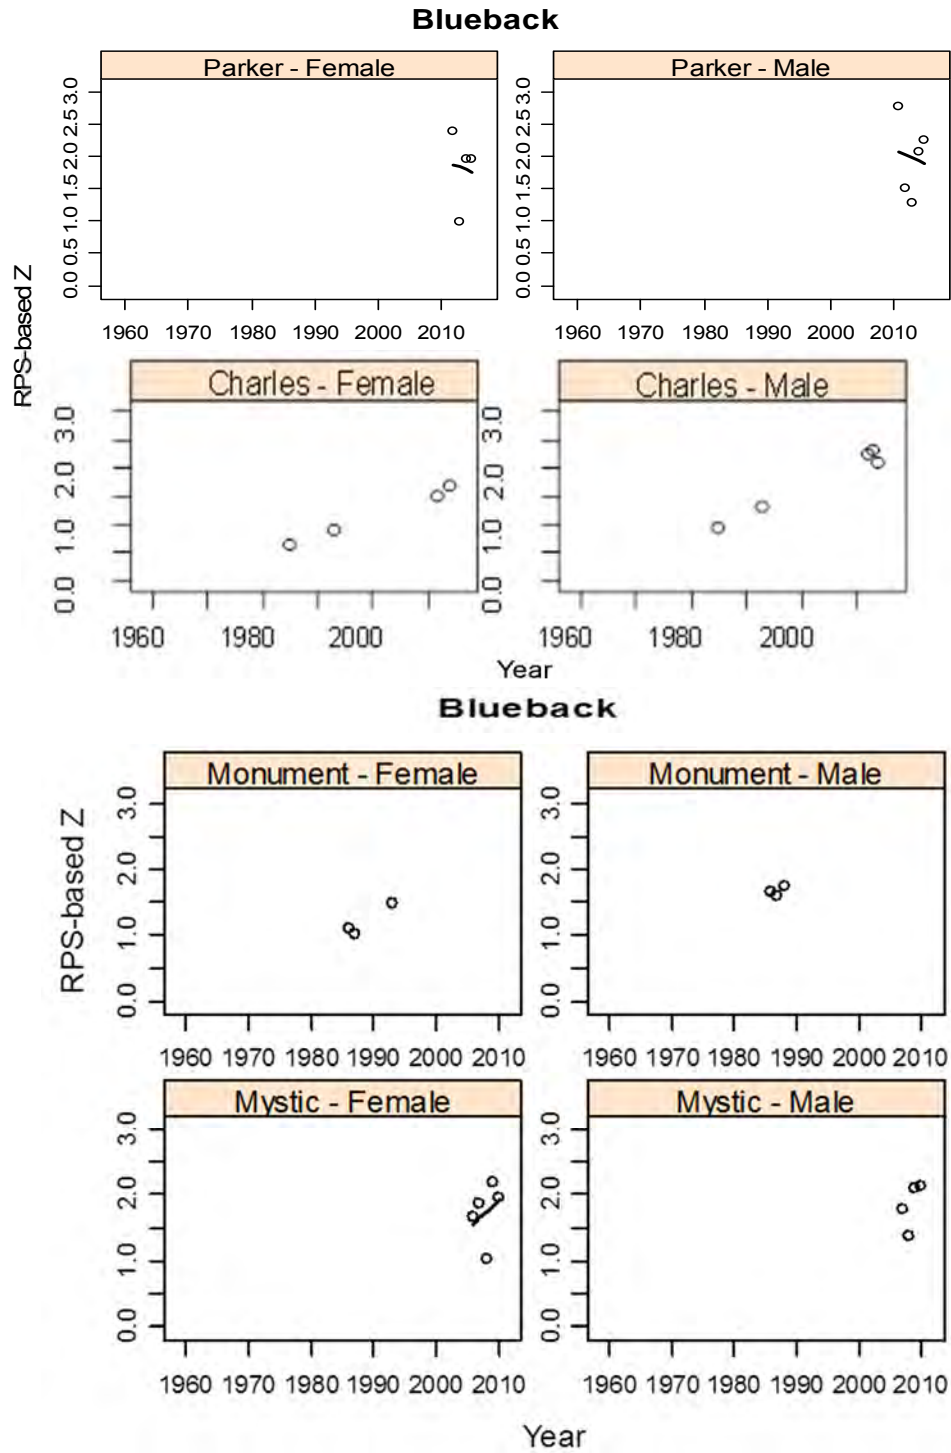 Blueback
Parker - Female Parker - Male
0.0 0.5 1.0 1.5 2.0 2.5 3.0 0.0 0.5 1.0 1.5 2.0 2.5 3.0
1960 1970 1980 1990 2000 2010 1960 1970 1980 1990 2000 2010
RPS-based Z
Charles - Female Charles - Male
0.0 1.0 2.0 3.0 0.0 1.0 2.0 3.0
1960 1980 2000 1960 1980 2000
Year
Blueback
Monument - Female Monument - Male
RPS-based Z
0.0 1.0 2.0 3.0 0.0 1.0 2.0 3.0
1960 1970 1980 1990 2000 2010 1960 1970 1980 1990 2000 2010
Mystic - Female Mystic - Male
0.0 1.0 2.0 3.0 0.0 1.0 2.0 3.0
1960 1970 1980 1990 2000 2010 1960 1970 1980 1990 2000 2010
Year